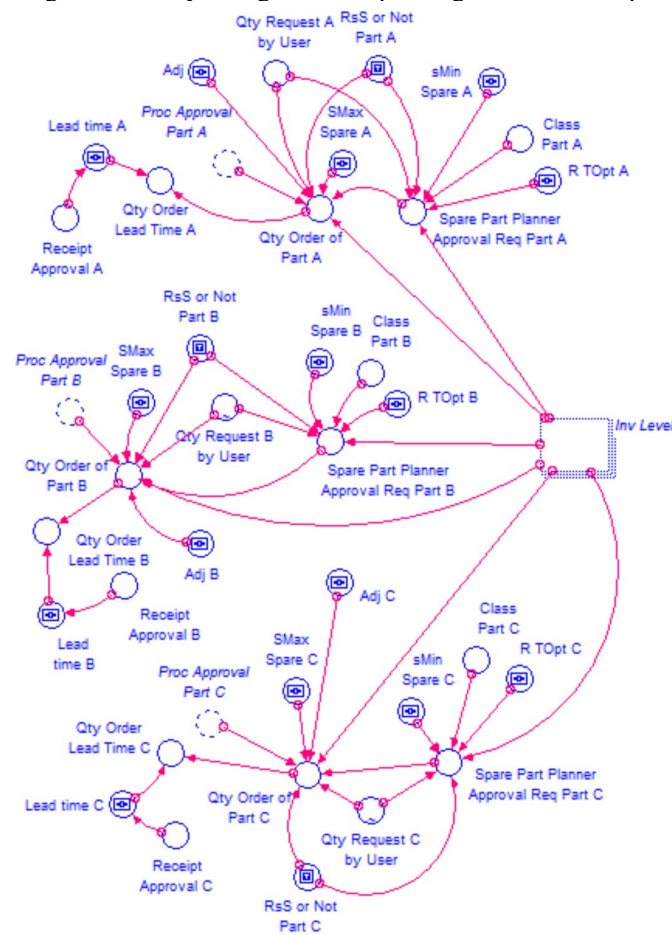 Qty Request A
by User
RsS or Not
Part A
Adj
sMin
Spare A
Proc Approval
Part A
SMax
Spare A
Class
Part A
Lead time A
R TOpt A
Qty Order
Lead Time A
Receipt
Approval A
Qty Order of
Part A
Spare Part Planner
Approval Req Part A
RsS or Not
Part B
sMin
Spare B
Class
Part B
Proc Approval
Part B
SMax
Spare B
R TOpt B
Inv Level
Qty Request B
by User
Qty Order of
Part B
Spare Part Planner
Approval Req Part B
Qty Order
Lead Time B
Adj B
Receipt
Approval B
Lead
time B
Adj C
Class
Part C
SMax
Spare C
sMin
Spare C
R TOpt C
Proc Approval
Part C
Qty Order
Lead Time C
Spare Part Planner
Approval Req Part C
Lead time C
Qty Order of
Part C
Qty Request C
by User
Receipt
Approval C
RsS or Not
Part C